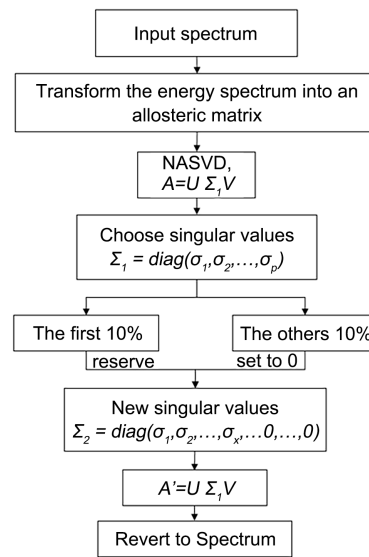 Input spectrum
Transform the energy spectrum into an
allosteric matrix
NASVD,
A=U Σ₁V
Choose singular values
Σ₁ = diag(σ₁,σ₂,…,σₚ)
The first 10%
The others 10%
reserve
set to 0
New singular values
Σ₂ = diag(σ₁,σ₂,…,σₓ,…0,…,0)
A’=U Σ₁V
Revert to Spectrum